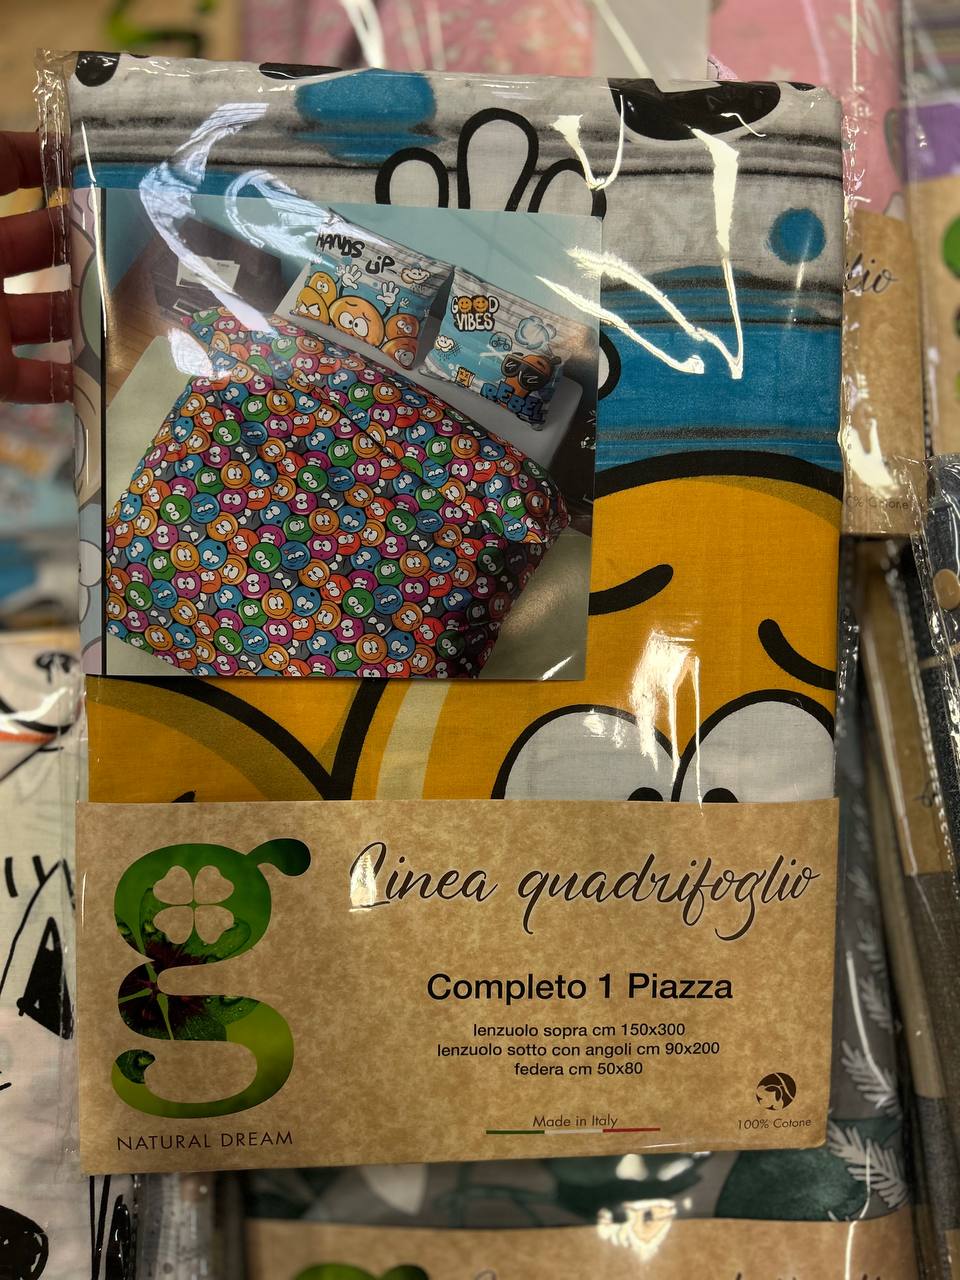 HANDS
UP
GOOD
VIBES
REBEL
Linea quadrifoglio
Completo 1 Piazza
lenzuolo sopra cm 150x300
lenzuolo sotto con angoli cm 90x200
federa cm 50x80
Made in Italy
100% Cotone
NATURAL DREAM